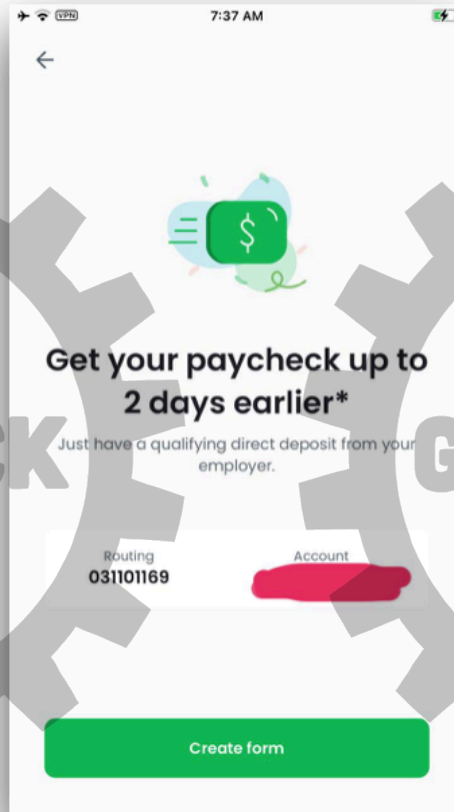 VPN 7:37 AM
$
Get your paycheck up to
2 days earlier*
Just have a qualifying direct deposit from your
employer.
Routing Account
031101169
Create form